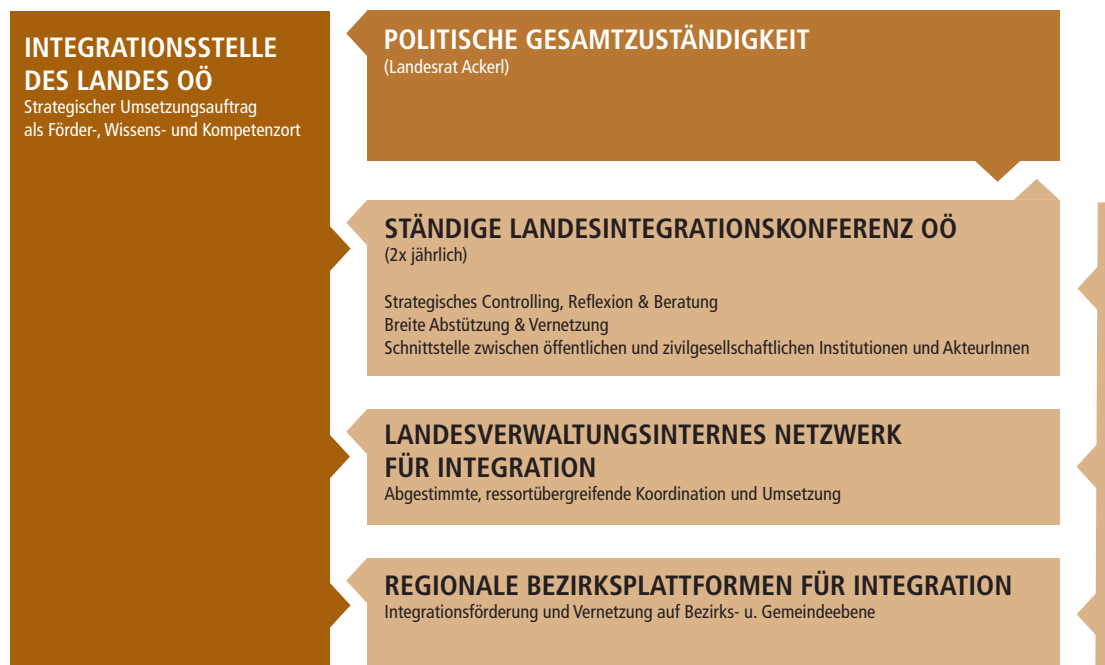 INTEGRATIONSSTELLE
DES LANDES OÖ
Strategischer Umsetzungsauftrag
als Förder-, Wissens- und Kompetenzort
POLITISCHE GESAMTZUSTÄNDIGKEIT
(Landesrat Ackerl)
STÄNDIGE LANDESINTEGRATIONSKONFERENZ OÖ
(2x jährlich)
Strategisches Controlling, Reflexion & Beratung
Breite Abstützung & Vernetzung
Schnittstelle zwischen öffentlichen und zivilgesellschaftlichen Institutionen und AkteurInnen
LANDESVERWALTUNGSINTERNES NETZWERK
FÜR INTEGRATION
Abgestimmte, ressortübergreifende Koordination und Umsetzung
REGIONALE BEZIRKSPLATTFORMEN FÜR INTEGRATION
Integrationsförderung und Vernetzung auf Bezirks- u. Gemeindeebene